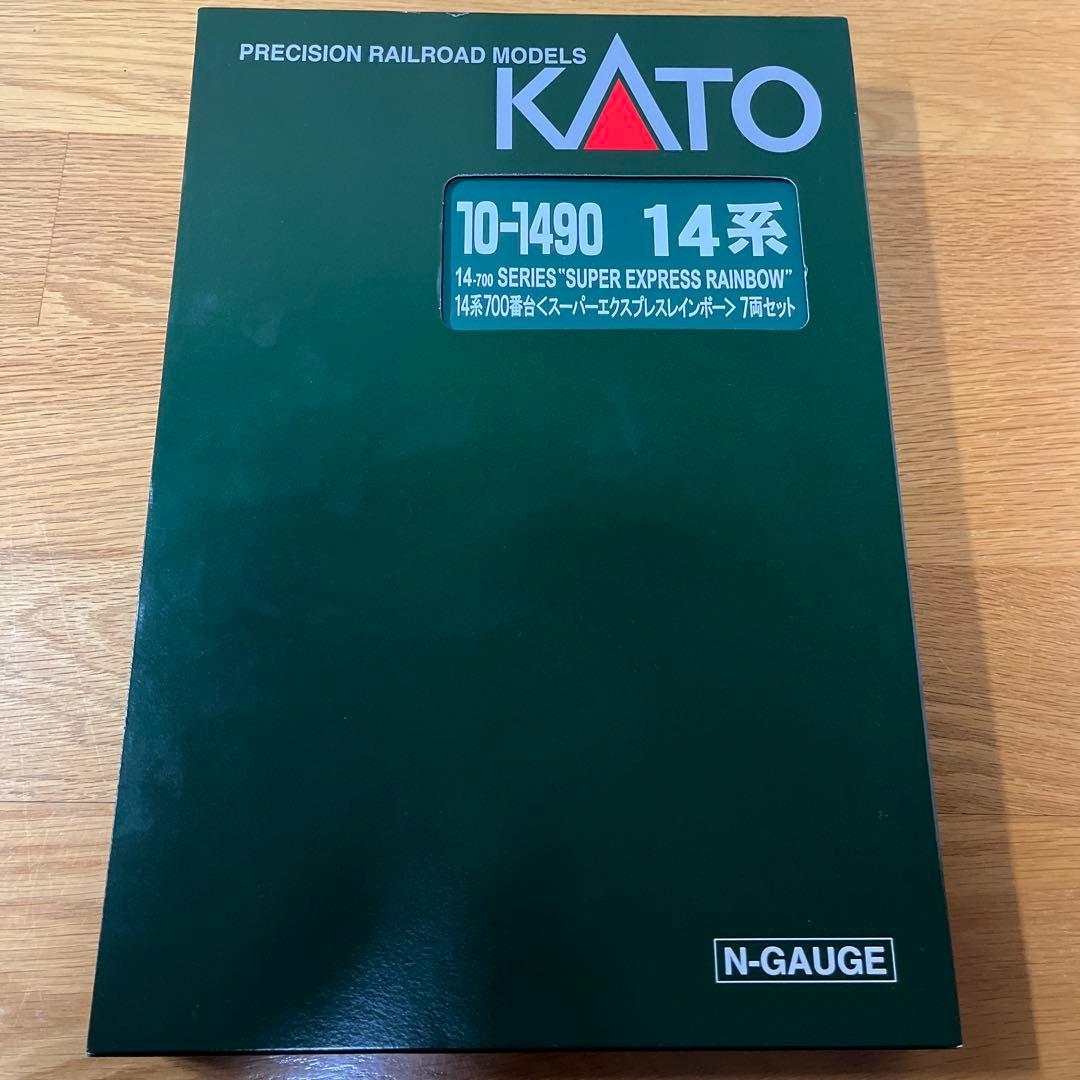 PRECISION RAILROAD MODELS
KATO
10-1490 14系
14-700 SERIES "SUPER EXPRESS RAINBOW"
14系700番台<スーパーエクスプレスレインボー> 7両セット
N-GAUGE